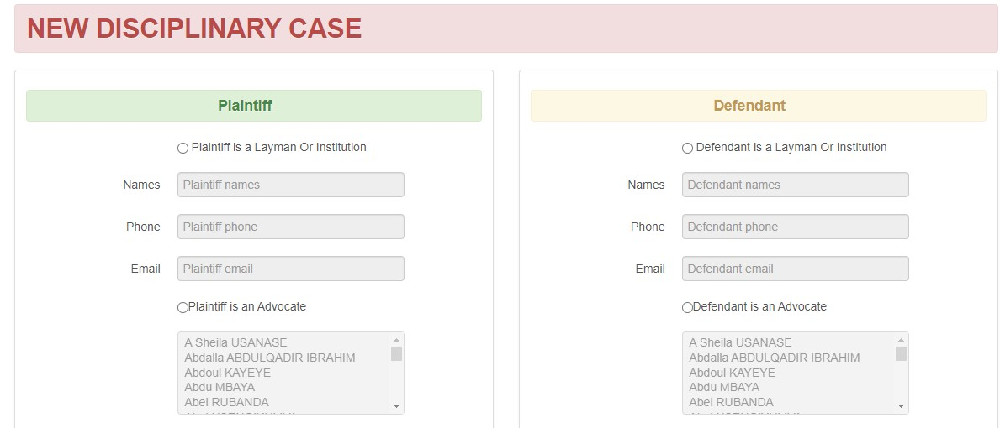 NEW DISCIPLINARY CASE
Plaintiff
Plaintiff is a Layman Or Institution
Names Plaintiff names
Phone Plaintiff phone
Email Plaintiff email
Plaintiff is an Advocate
A Sheila USANASE
Abdalla ABDULQADIR IBRAHIM
Abdoul KAYEYE
Abdu MBAYA
Abel RUBANDA
Defendant
Defendant is a Layman Or Institution
Names Defendant names
Phone Defendant phone
Email Defendant email
Defendant is an Advocate
A Sheila USANASE
Abdalla ABDULQADIR IBRAHIM
Abdoul KAYEYE
Abdu MBAYA
Abel RUBANDA